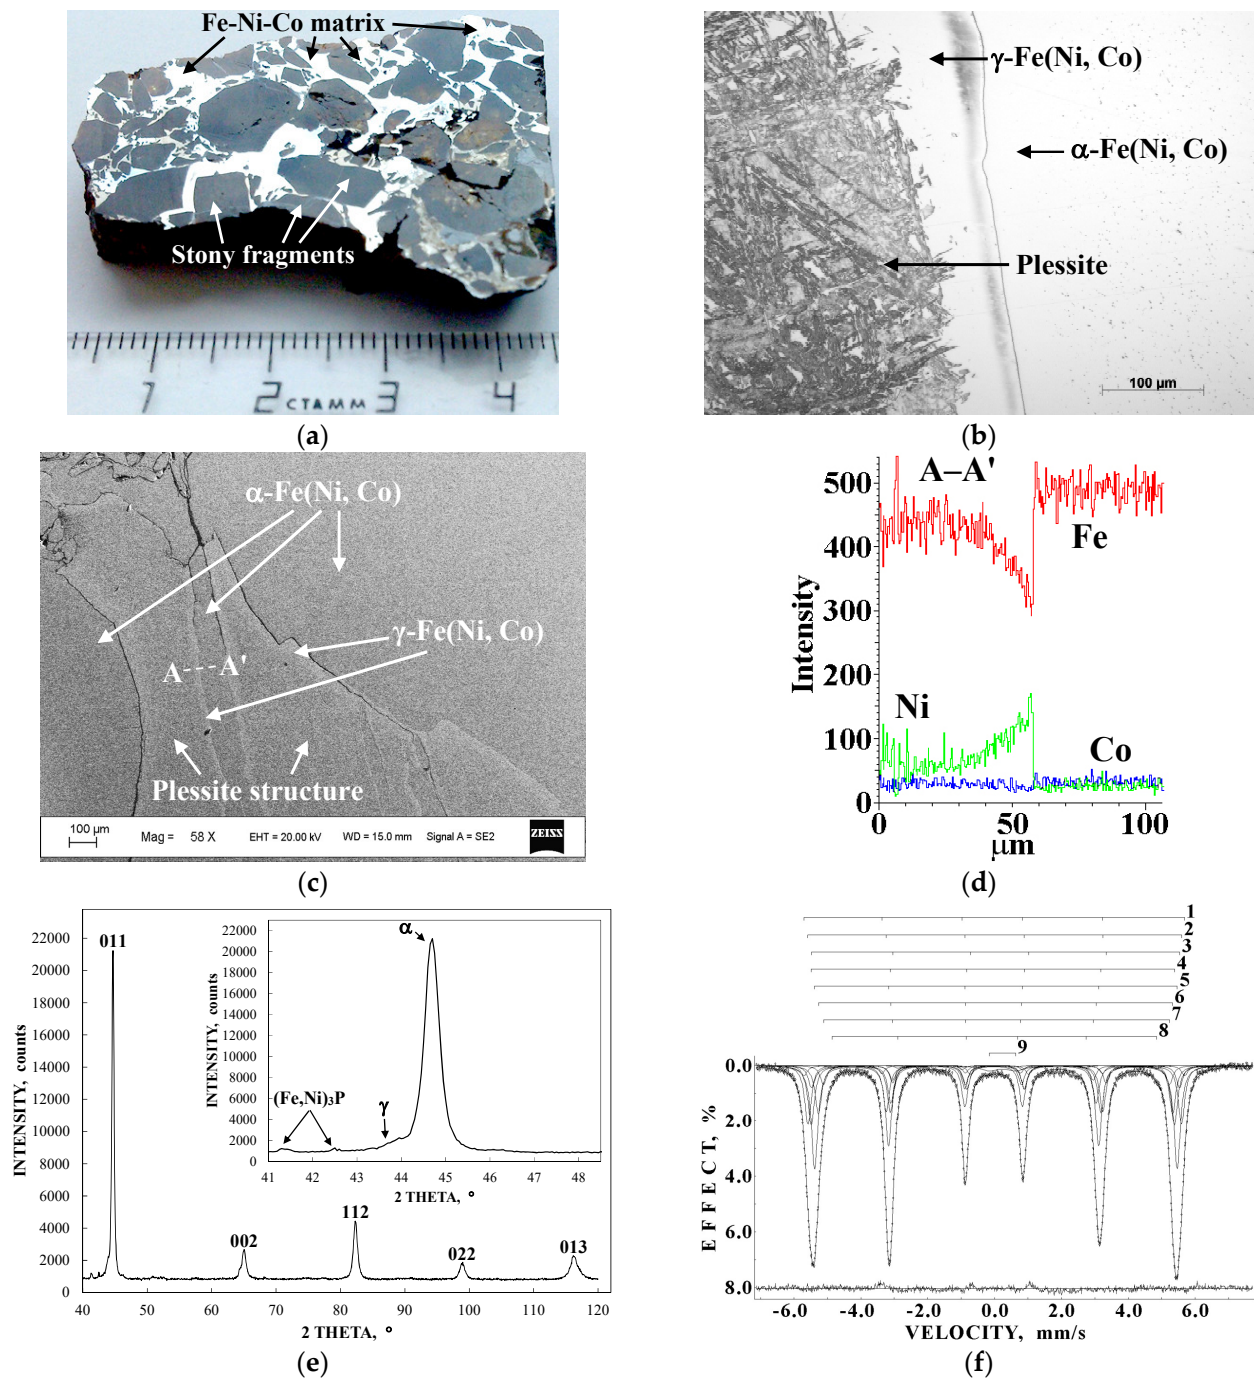 Fe-Ni-Co matrix
Stony fragments
1 2 СТАММ 3 4
(a)
γ-Fe(Ni, Co)
α-Fe(Ni, Co)
Plessite
100 µm
(b)
α-Fe(Ni, Co)
γ-Fe(Ni, Co)
A A'
Plessite structure
100 µm
Mag = 58 X EHT = 20.00 kV WD = 15.0 mm Signal A = SE2 ZEISS
(c)
A–A'
Fe
Ni
Co
Intensity
500
400
300
200
100
0
0 50 100
µm
(d)
INTENSITY, counts
22000
20000
18000
16000
14000
12000
10000
8000
6000
4000
2000
0
011
002
112
022
013
40 50 60 70 80 90 100 110 120
2 THETA, °
INTENSITY, counts
22000
20000
18000
16000
14000
12000
10000
8000
6000
4000
2000
0
α
(Fe,Ni)₃P
γ
41 42 43 44 45 46 47 48
2 THETA, °
(e)
1
2
3
4
5
6
7
8
9
EFFECT, %
0.0
2.0
4.0
6.0
8.0
-6.0 -4.0 -2.0 0.0 2.0 4.0 6.0
VELOCITY, mm/s
(f)